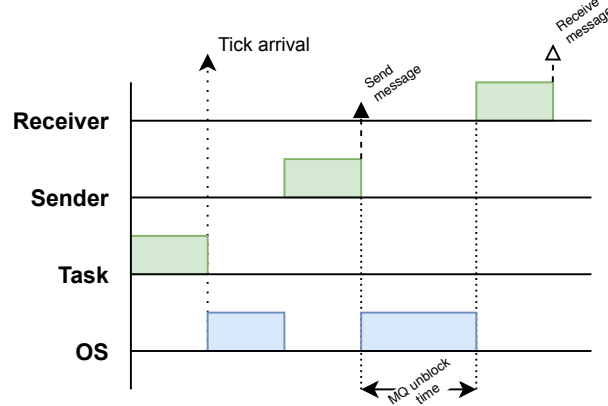 Receive
message
Tick arrival
Send
message
Receiver
Sender
Task
OS
MQ unblock
time